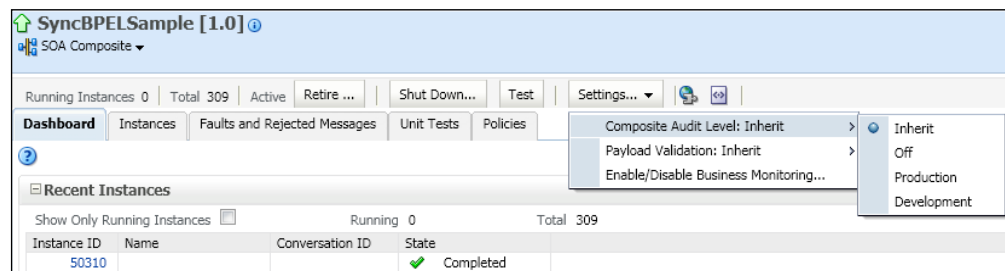 SyncBPELSample [1.0]
SOA Composite
Running Instances 0 Total 309 Active Retire ... Shut Down... Test Settings...
Dashboard Instances Faults and Rejected Messages Unit Tests Policies
Composite Audit Level: Inherit
Payload Validation: Inherit
Enable/Disable Business Monitoring...
Inherit
Off
Production
Development
Recent Instances
Show Only Running Instances Running 0 Total 309
Instance ID Name Conversation ID State
50310 Completed